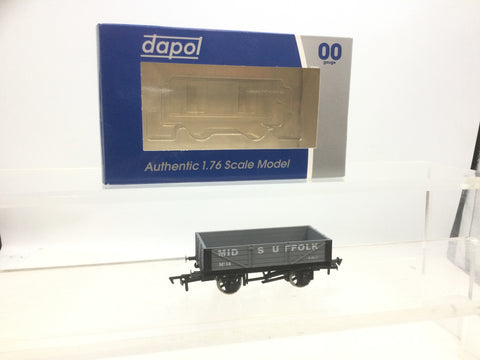 dapol
00
gauge
Authentic 1.76 Scale Model
MID SUFFOLK